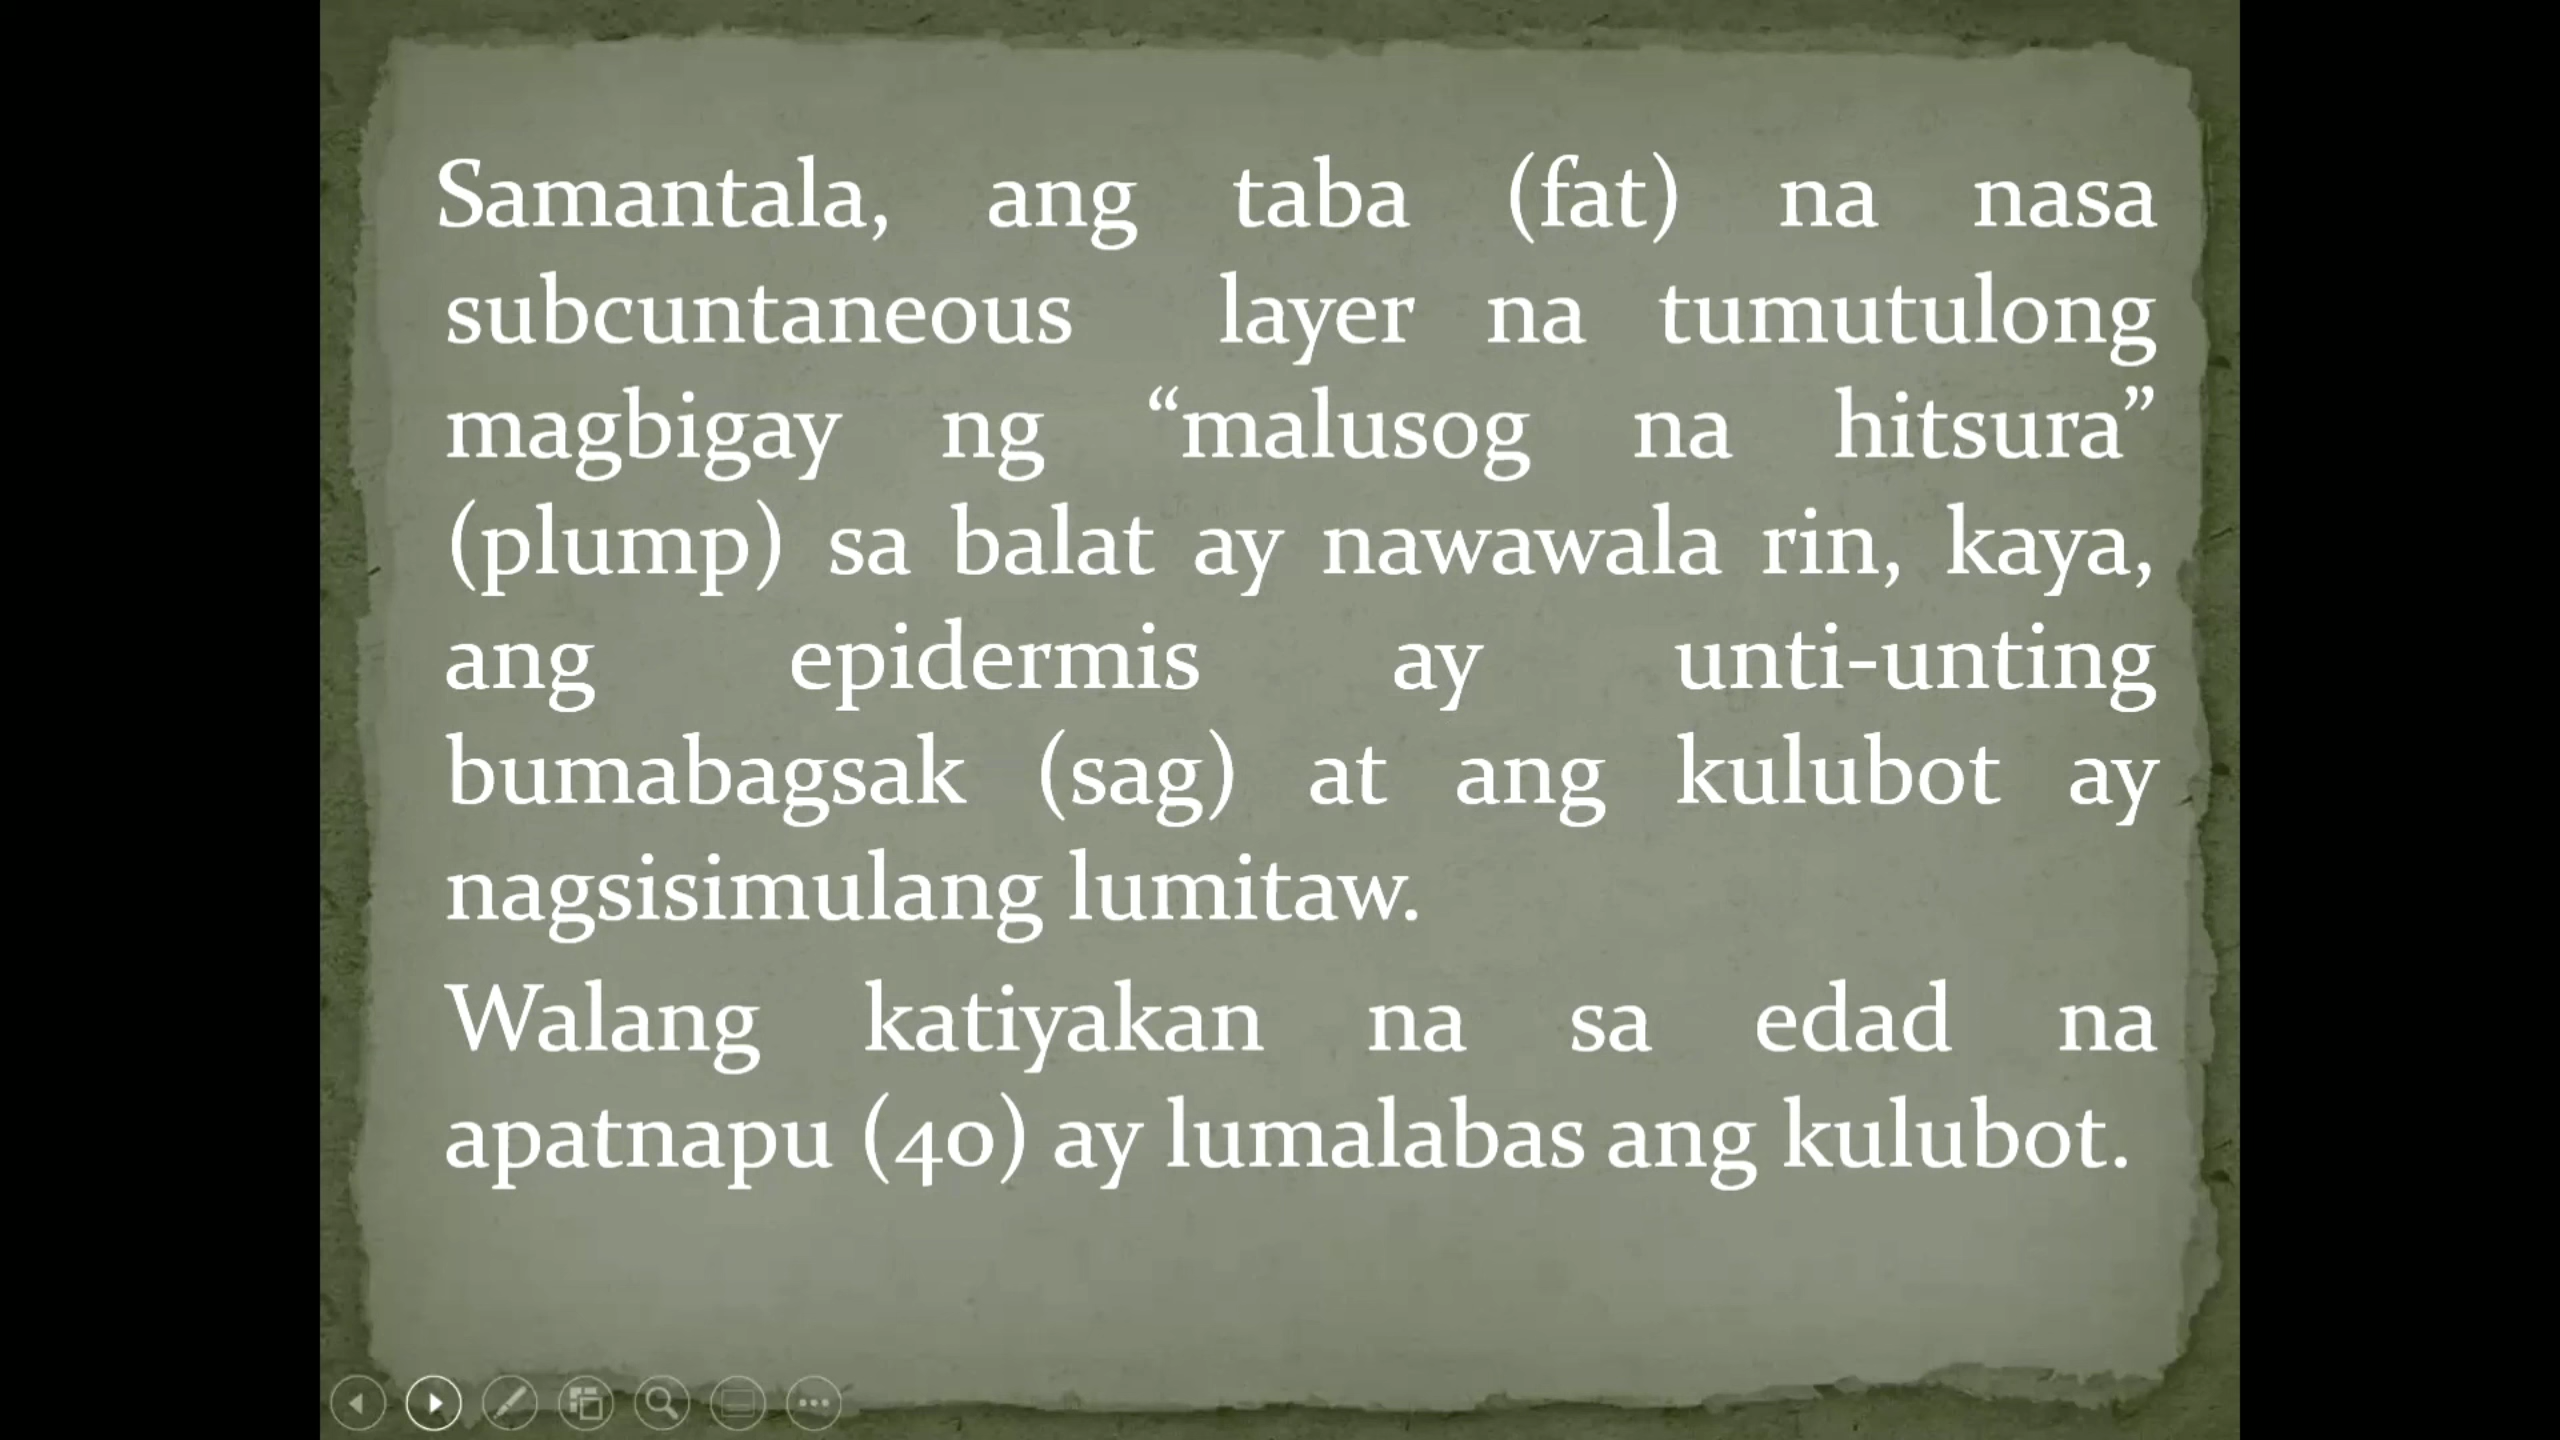 Samantala, ang taba (fat) na nasa
subcuntaneous layer na tumutulong
magbigay ng “malusog na hitsura”
(plump) sa balat ay nawawala rin, kaya,
ang epidermis ay unti-unting
bumabagsak (sag) at ang kulubot ay
nagsisimulang lumitaw.
Walang katiyakan na sa edad na
apatnapu (40) ay lumalabas ang kulubot.